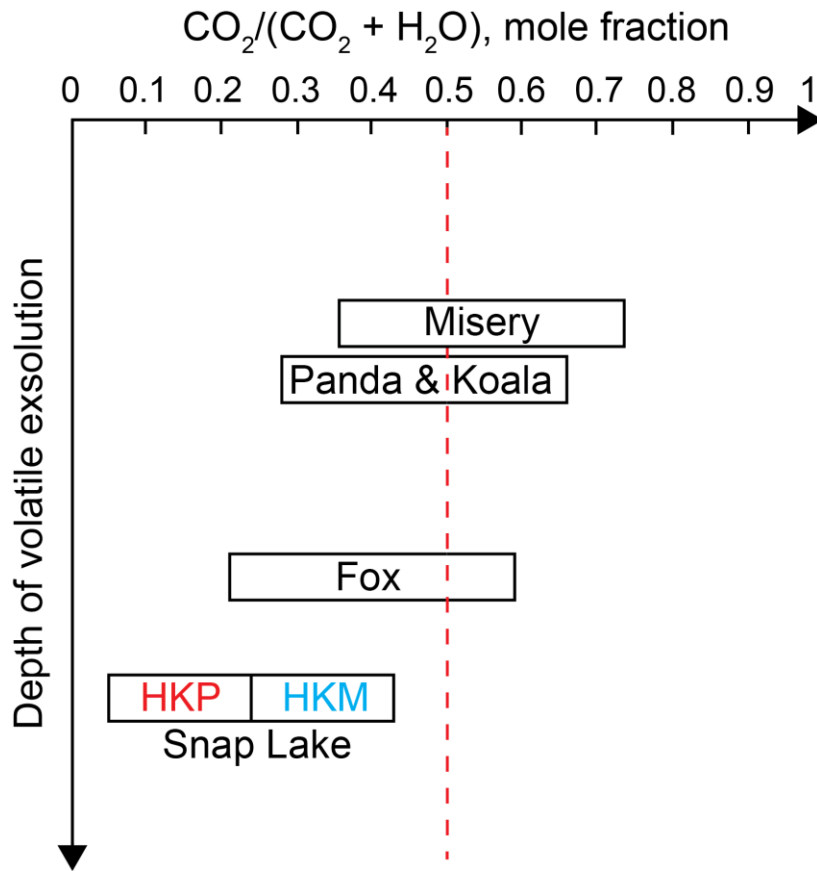 CO₂/(CO₂ + H₂O), mole fraction
0 0.1 0.2 0.3 0.4 0.5 0.6 0.7 0.8 0.9 1
Depth of volatile exsolution
Misery
Panda & Koala
Fox
HKP HKM
Snap Lake